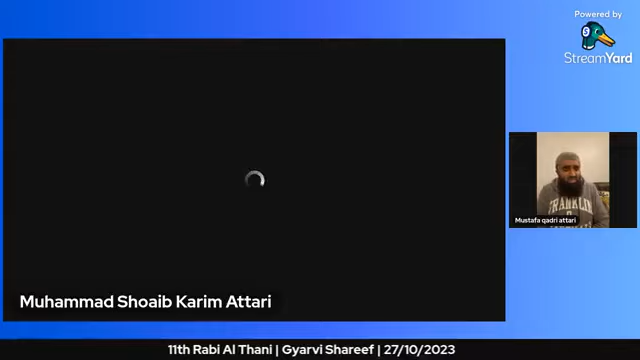 Powered by
StreamYard
FRANKLIN
Mustafa qadri attari
Muhammad Shoaib Karim Attari
11th Rabi Al Thani | Gyarvi Shareef | 27/10/2023